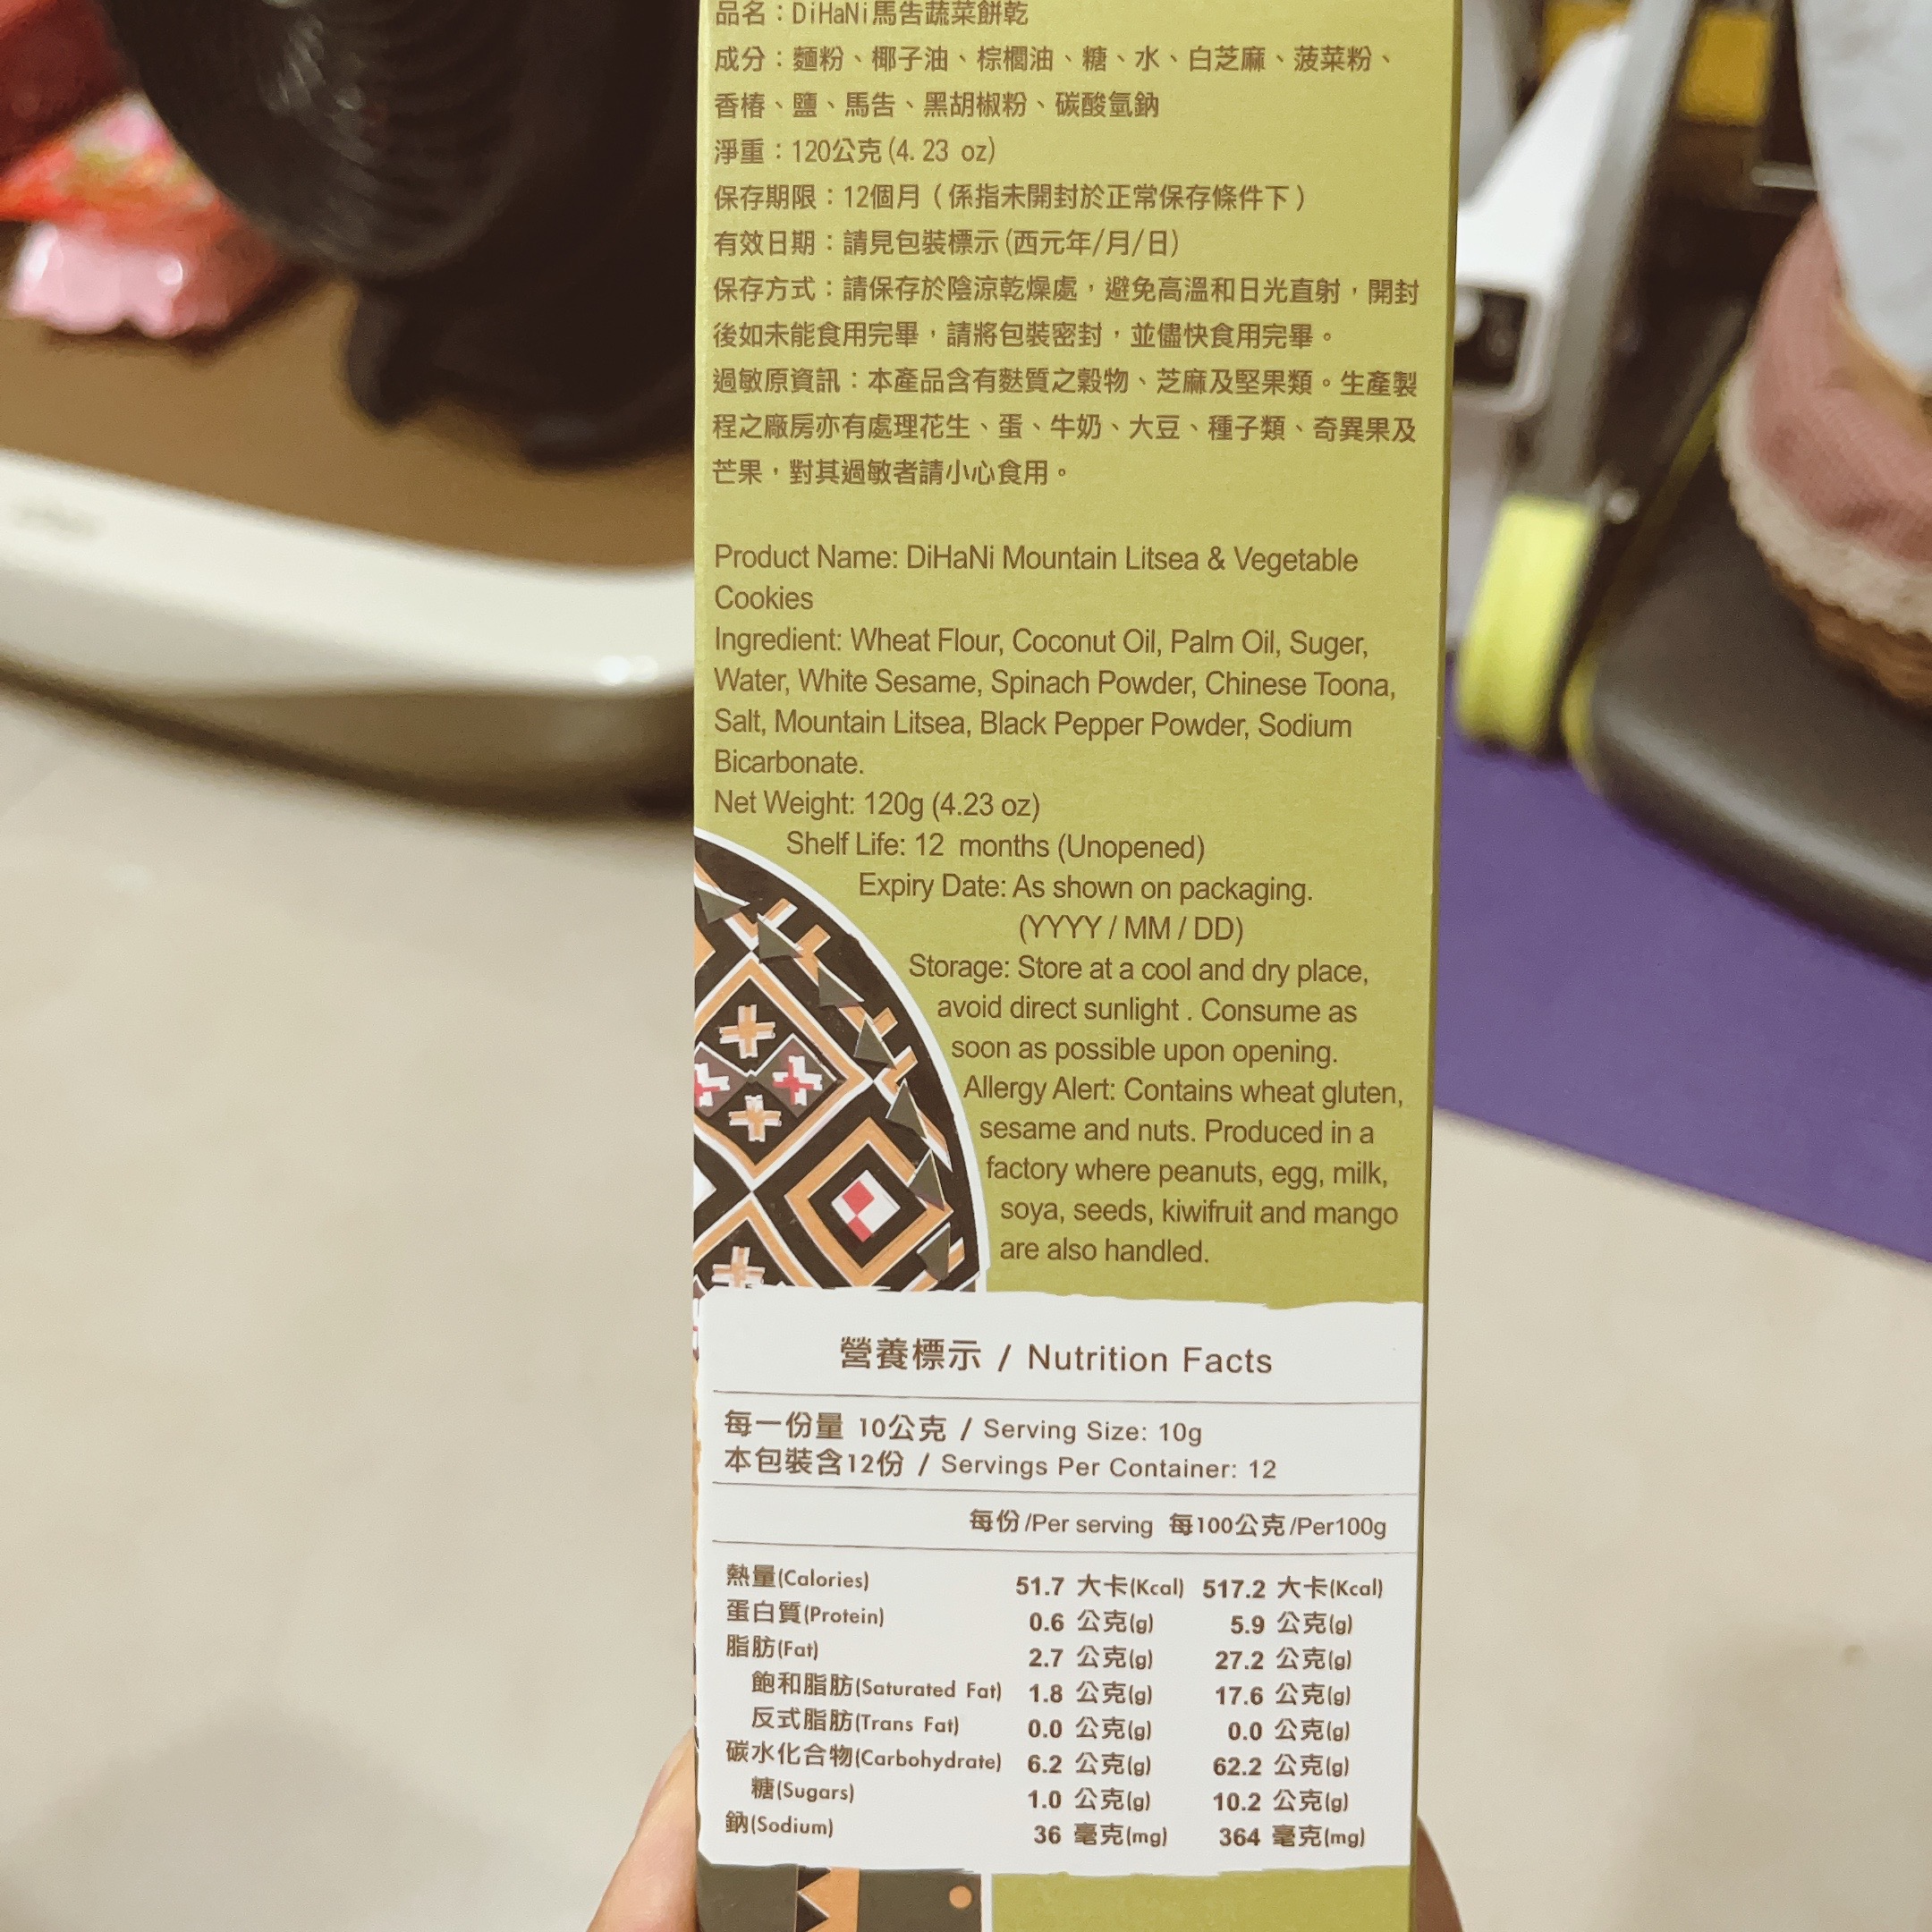 品名：DiHaNi馬告蔬菜餅乾
成分：麵粉、椰子油、棕櫚油、糖、水、白芝麻、菠菜粉、
香椿、鹽、馬告、黑胡椒粉、碳酸氫鈉
淨重：120公克(4.23 oz)
保存期限：12個月（係指未開封於正常保存條件下）
有效日期：請見包裝標示(西元年/月/日)
保存方式：請保存於陰涼乾燥處，避免高溫和日光直射，開封
後如未能食用完畢，請將包裝密封，並儘快食用完畢。
過敏原資訊：本產品含有麩質之穀物、芝麻及堅果類。生產製
程之廠房亦有處理花生、蛋、牛奶、大豆、種子類、奇異果及
芒果，對其過敏者請小心食用。
Product Name: DiHaNi Mountain Litsea & Vegetable
Cookies
Ingredient: Wheat Flour, Coconut Oil, Palm Oil, Suger,
Water, White Sesame, Spinach Powder, Chinese Toona,
Salt, Mountain Litsea, Black Pepper Powder, Sodium
Bicarbonate.
Net Weight: 120g (4.23 oz)
Shelf Life: 12 months (Unopened)
Expiry Date: As shown on packaging.
(YYYY / MM / DD)
Storage: Store at a cool and dry place,
avoid direct sunlight . Consume as
soon as possible upon opening.
Allergy Alert: Contains wheat gluten,
sesame and nuts. Produced in a
factory where peanuts, egg, milk,
soya, seeds, kiwifruit and mango
are also handled.
營養標示 / Nutrition Facts
每一份量 10公克 / Serving Size: 10g
本包裝含12份 / Servings Per Container: 12
每份/Per serving 每100公克/Per100g
熱量(Calories) 51.7 大卡(Kcal) 517.2 大卡(Kcal)
蛋白質(Protein) 0.6 公克(g) 5.9 公克(g)
脂肪(Fat) 2.7 公克(g) 27.2 公克(g)
飽和脂肪(Saturated Fat) 1.8 公克(g) 17.6 公克(g)
反式脂肪(Trans Fat) 0.0 公克(g) 0.0 公克(g)
碳水化合物(Carbohydrate) 6.2 公克(g) 62.2 公克(g)
糖(Sugars) 1.0 公克(g) 10.2 公克(g)
鈉(Sodium) 36 毫克(mg) 364 毫克(mg)